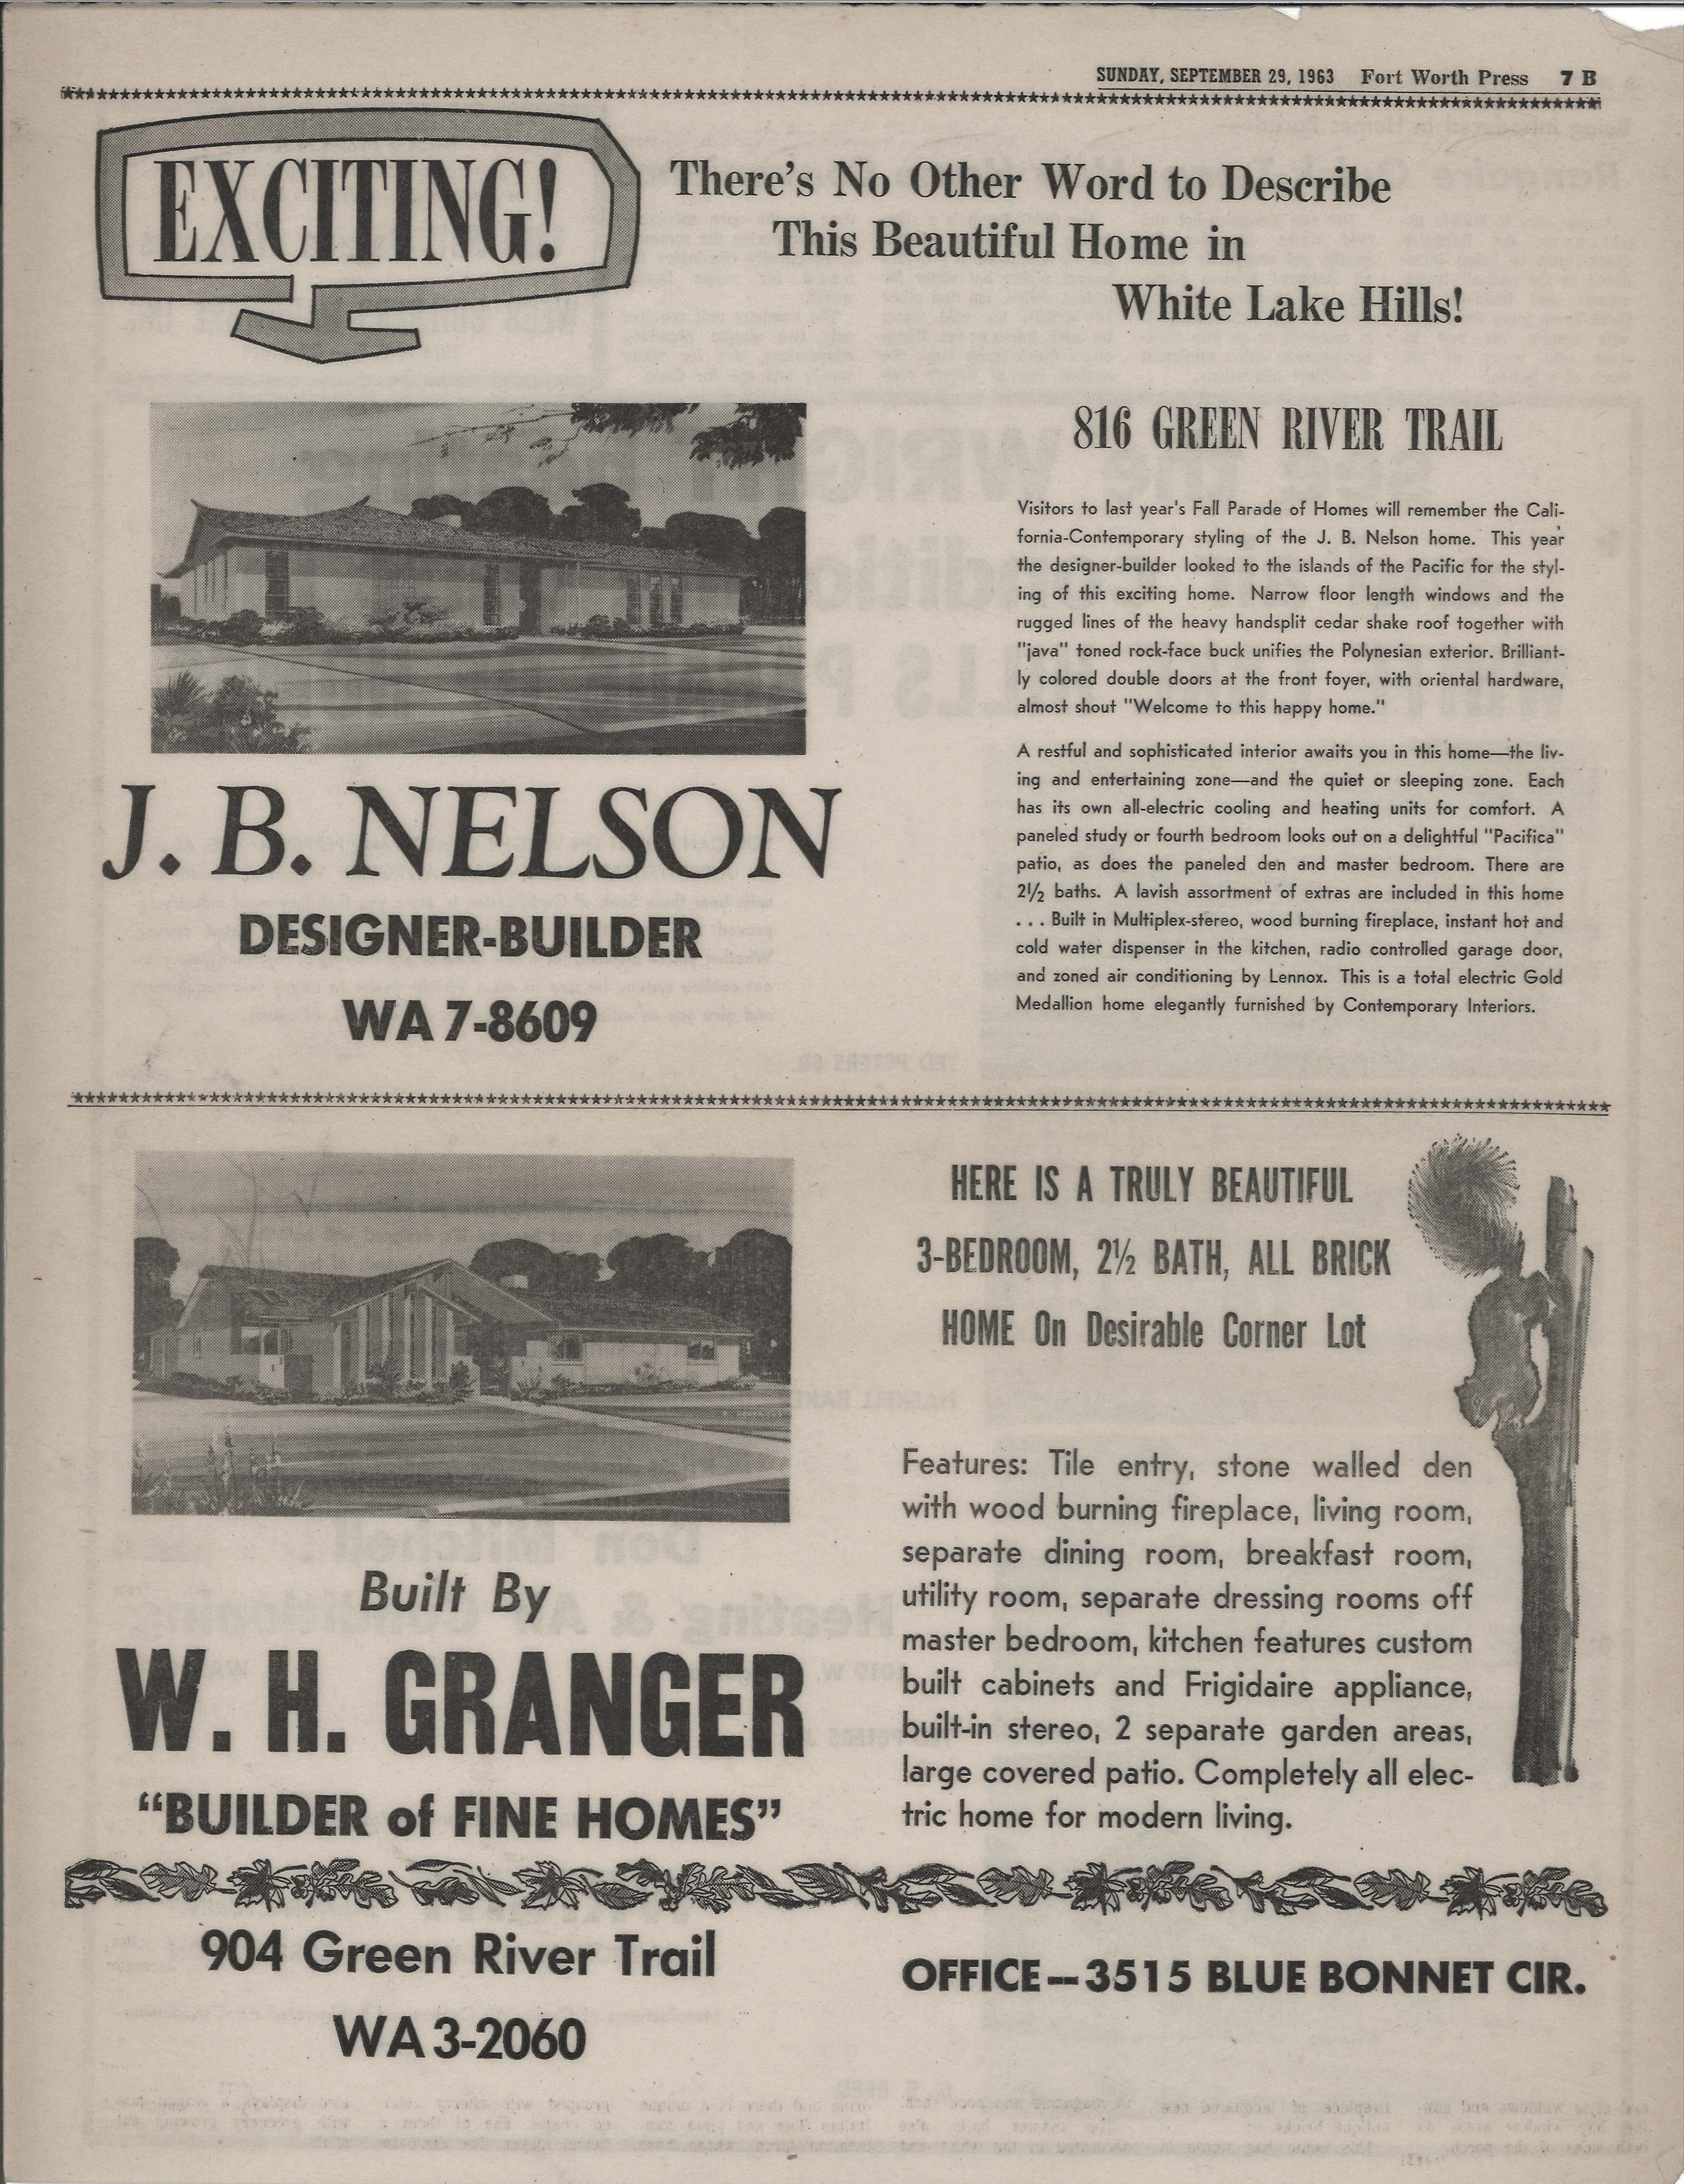 SUNDAY, SEPTEMBER 29, 1963 Fort Worth Press 7 B
EXCITING!
There's No Other Word to Describe
This Beautiful Home in
White Lake Hills!
816 GREEN RIVER TRAIL
Visitors to last year's Fall Parade of Homes will remember the Cali-
fornia-Contemporary styling of the J. B. Nelson home. This year
the designer-builder looked to the islands of the Pacific for the styl-
ing of this exciting home. Narrow floor length windows and the
rugged lines of the heavy handsplit cedar shake roof together with
"java" toned rock-face buck unifies the Polynesian exterior. Brilliant-
ly colored double doors at the front foyer, with oriental hardware,
almost shout "Welcome to this happy home."
A restful and sophisticated interior awaits you in this home—the liv-
ing and entertaining zone—and the quiet or sleeping zone. Each
has its own all-electric cooling and heating units for comfort. A
paneled study or fourth bedroom looks out on a delightful "Pacifica"
patio, as does the paneled den and master bedroom. There are
2½ baths. A lavish assortment of extras are included in this home
. . . Built in Multiplex-stereo, wood burning fireplace, instant hot and
cold water dispenser in the kitchen, radio controlled garage door,
and zoned air conditioning by Lennox. This is a total electric Gold
Medallion home elegantly furnished by Contemporary Interiors.
J. B. NELSON
DESIGNER-BUILDER
WA 7-8609
HERE IS A TRULY BEAUTIFUL
3-BEDROOM, 2½ BATH, ALL BRICK
HOME On Desirable Corner Lot
Features: Tile entry, stone walled den
with wood burning fireplace, living room,
separate dining room, breakfast room,
utility room, separate dressing rooms off
master bedroom, kitchen features custom
built cabinets and Frigidaire appliance,
built-in stereo, 2 separate garden areas,
large covered patio. Completely all elec-
tric home for modern living.
Built By
W. H. GRANGER
"BUILDER of FINE HOMES"
904 Green River Trail
WA 3-2060
OFFICE--3515 BLUE BONNET CIR.